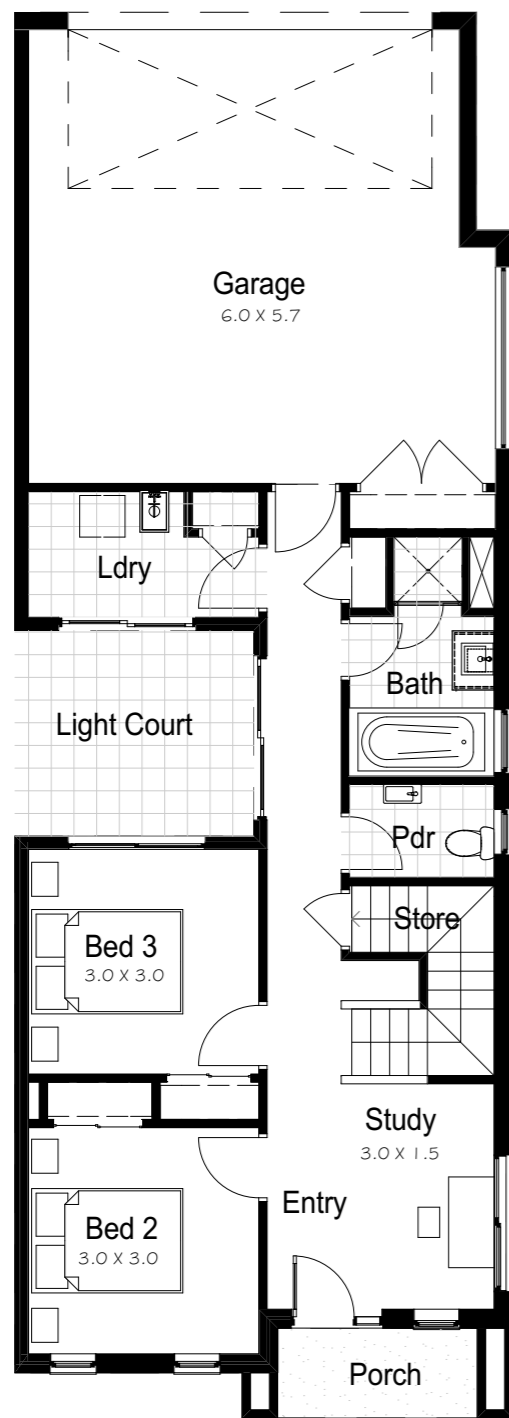 Garage
6.0 X 5.7
Ldry
Bath
Light Court
Pdr
Store
Bed 3
3.0 X 3.0
Study
3.0 X 1.5
Entry
Bed 2
3.0 X 3.0
Porch